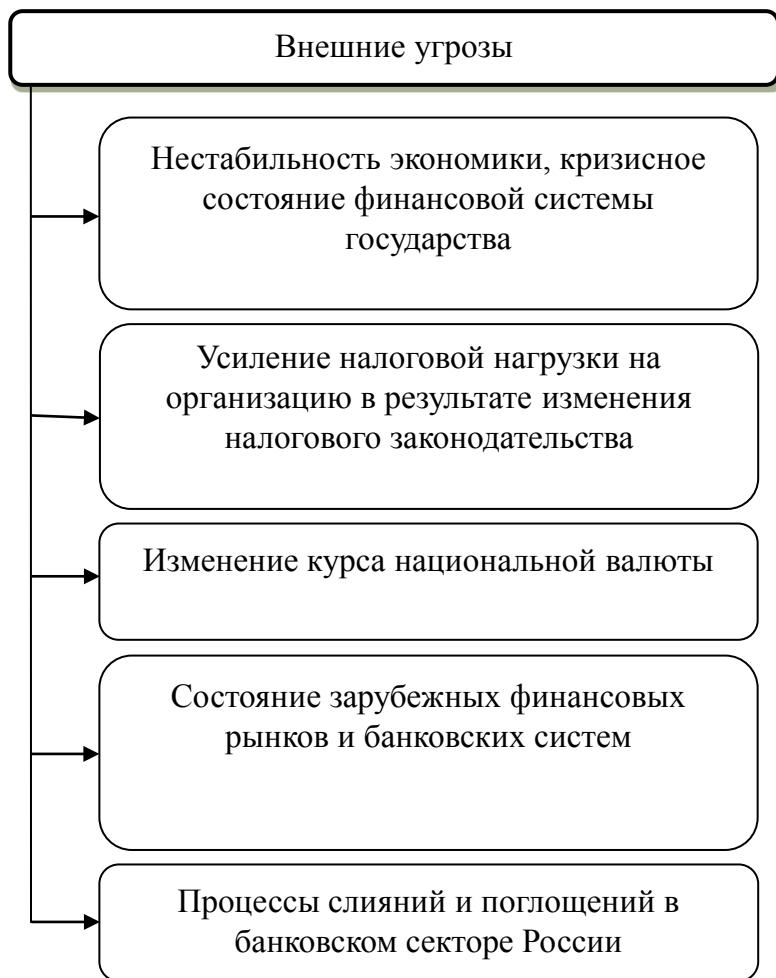 Внешние угрозы
Нестабильность экономики, кризисное
состояние финансовой системы
государства
Усиление налоговой нагрузки на
организацию в результате изменения
налогового законодательства
Изменение курса национальной валюты
Состояние зарубежных финансовых
рынков и банковских систем
Процессы слияний и поглощений в
банковском секторе России